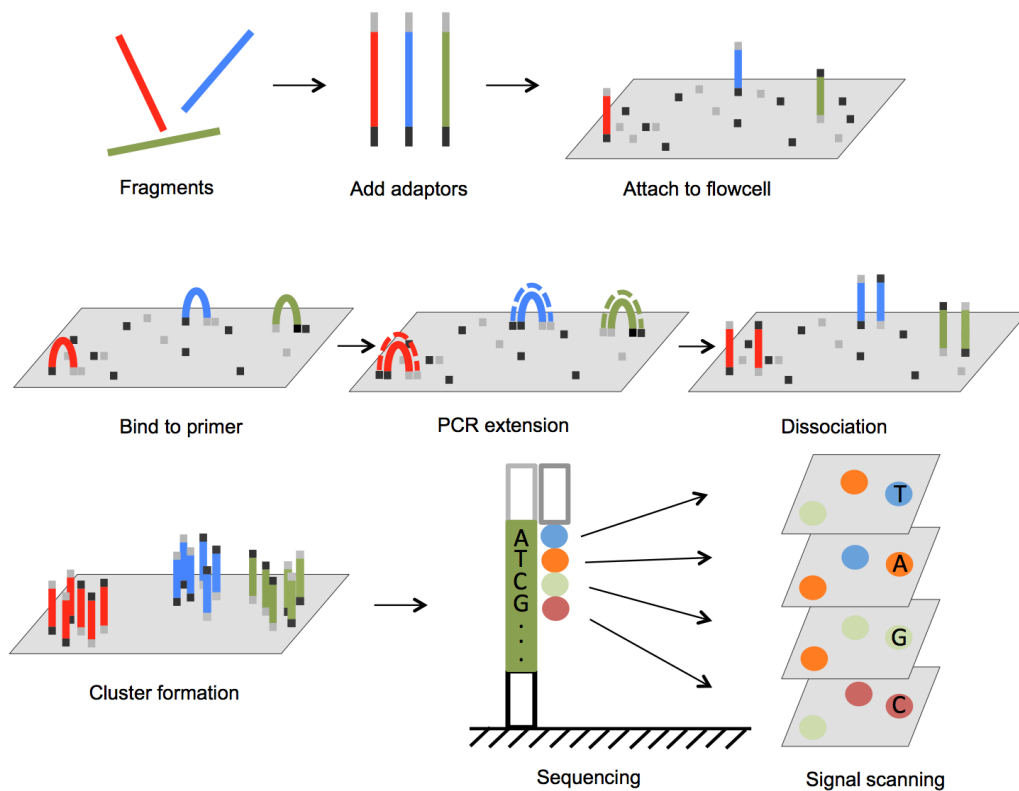 Fragments
Add adaptors
Attach to flowcell
Bind to primer
PCR extension
Dissociation
Cluster formation
A
T
C
G
.
.
.
Sequencing
T
A
G
C
Signal scanning